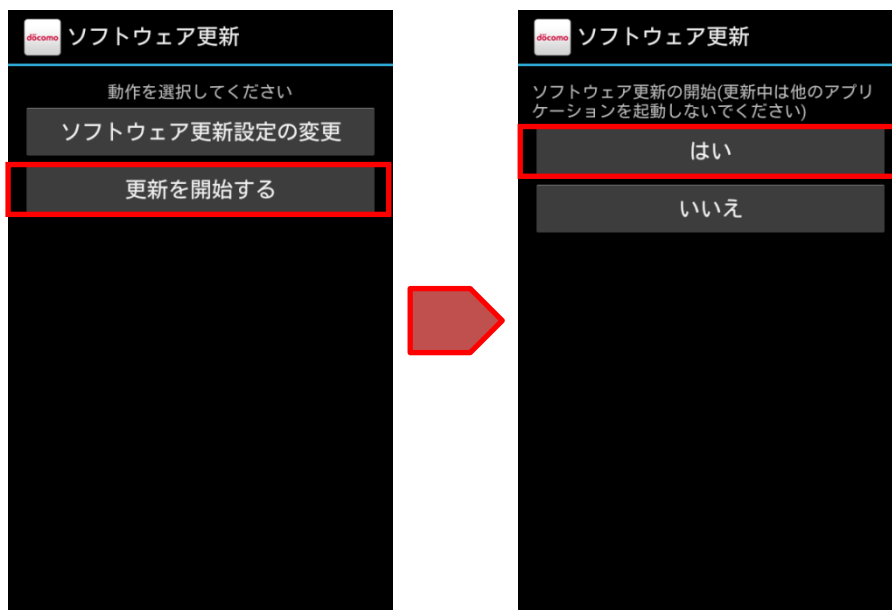 döcomo ソフトウェア更新
動作を選択してください
ソフトウェア更新設定の変更
更新を開始する
döcomo ソフトウェア更新
ソフトウェア更新の開始(更新中は他のアプリ
ケーションを起動しないでください)
はい
いいえ